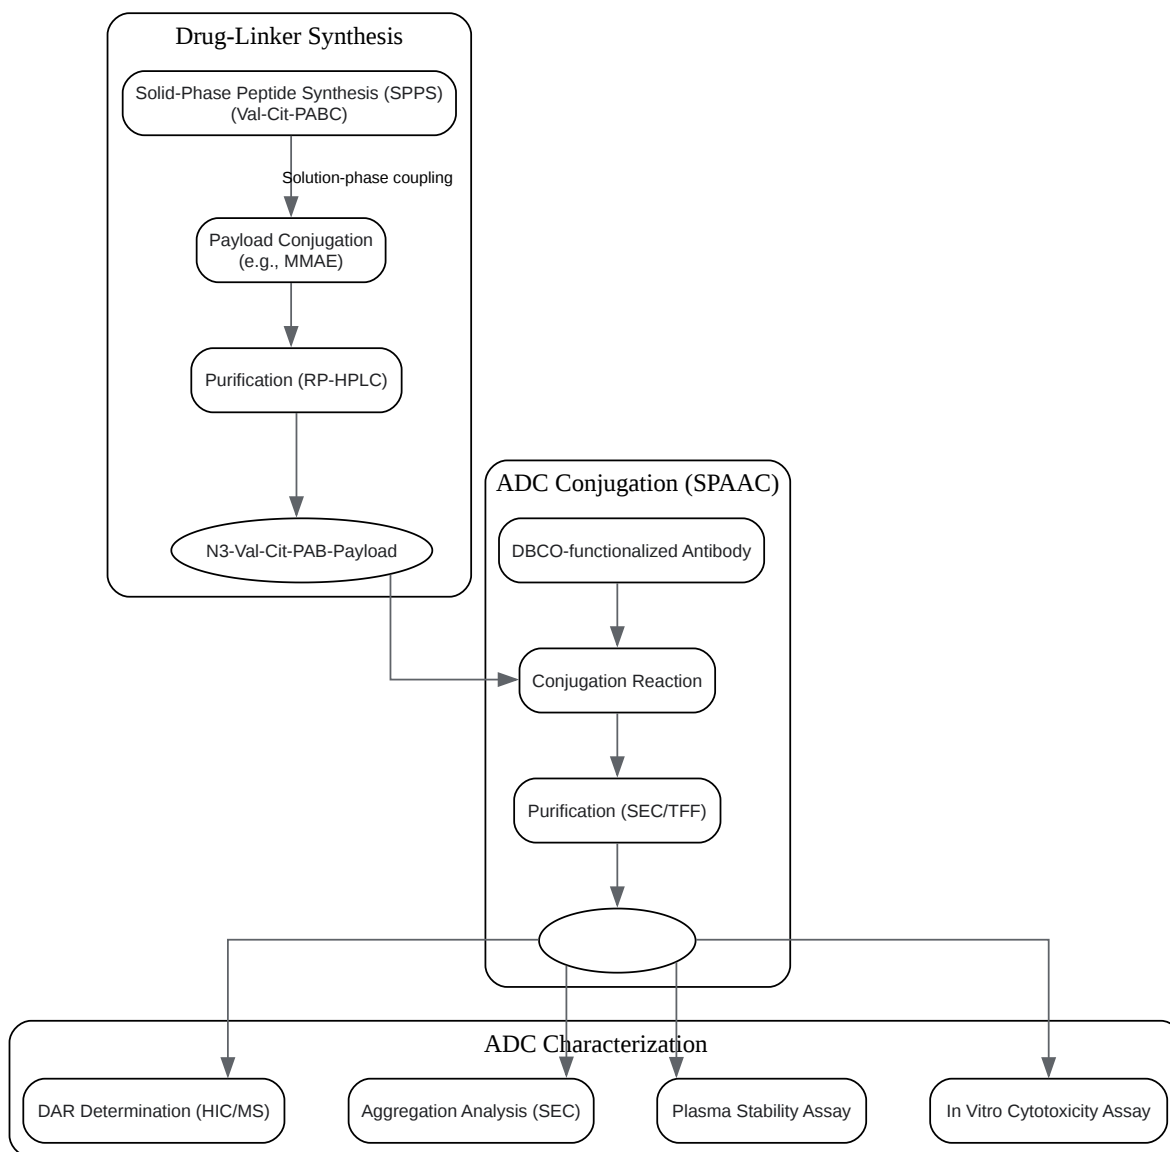 Drug-Linker Synthesis
Solid-Phase Peptide Synthesis (SPPS)
(Val-Cit-PABC)
Solution-phase coupling
Payload Conjugation
(e.g., MMAE)
Purification (RP-HPLC)
N3-Val-Cit-PAB-Payload
ADC Conjugation (SPAAC)
DBCO-functionalized Antibody
Conjugation Reaction
Purification (SEC/TFF)
ADC Characterization
DAR Determination (HIC/MS)
Aggregation Analysis (SEC)
Plasma Stability Assay
In Vitro Cytotoxicity Assay